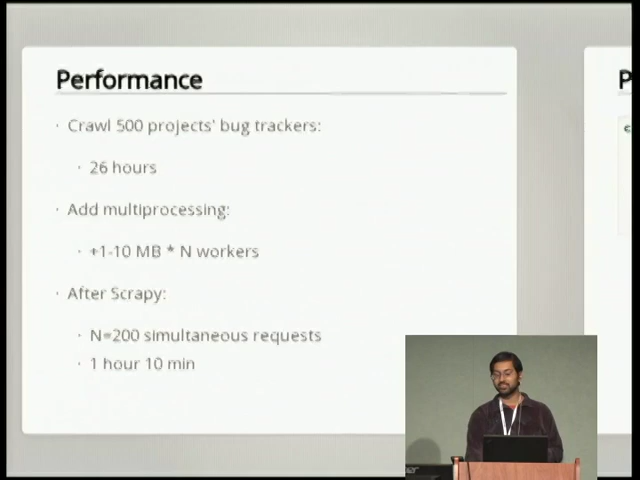 Performance
· Crawl 500 projects' bug trackers:
· 26 hours
· Add multiprocessing:
· +1-10 MB * N workers
· After Scrapy:
· N=200 simultaneous requests
· 1 hour 10 min
P